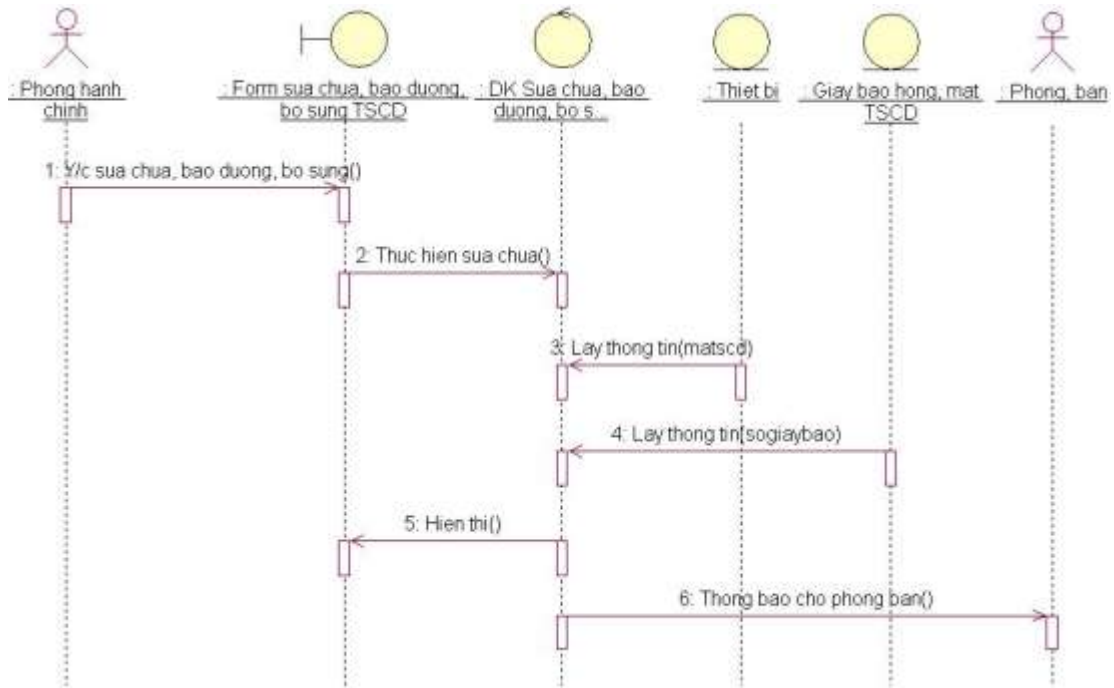 : Phong hanh
chinh
: Form sua chua, bao duong,
bo sung TSCD
: DK Sua chua, bao
duong, bo s...
: Thiet bi
: Giay bao hong, mat
TSCD
: Phong, ban
1: Y/c sua chua, bao duong, bo sung()
2: Thuc hien sua chua()
3: Lay thong tin(matscd)
4: Lay thong tin(sogiaybao)
5: Hien thi()
6: Thong bao cho phong ban()